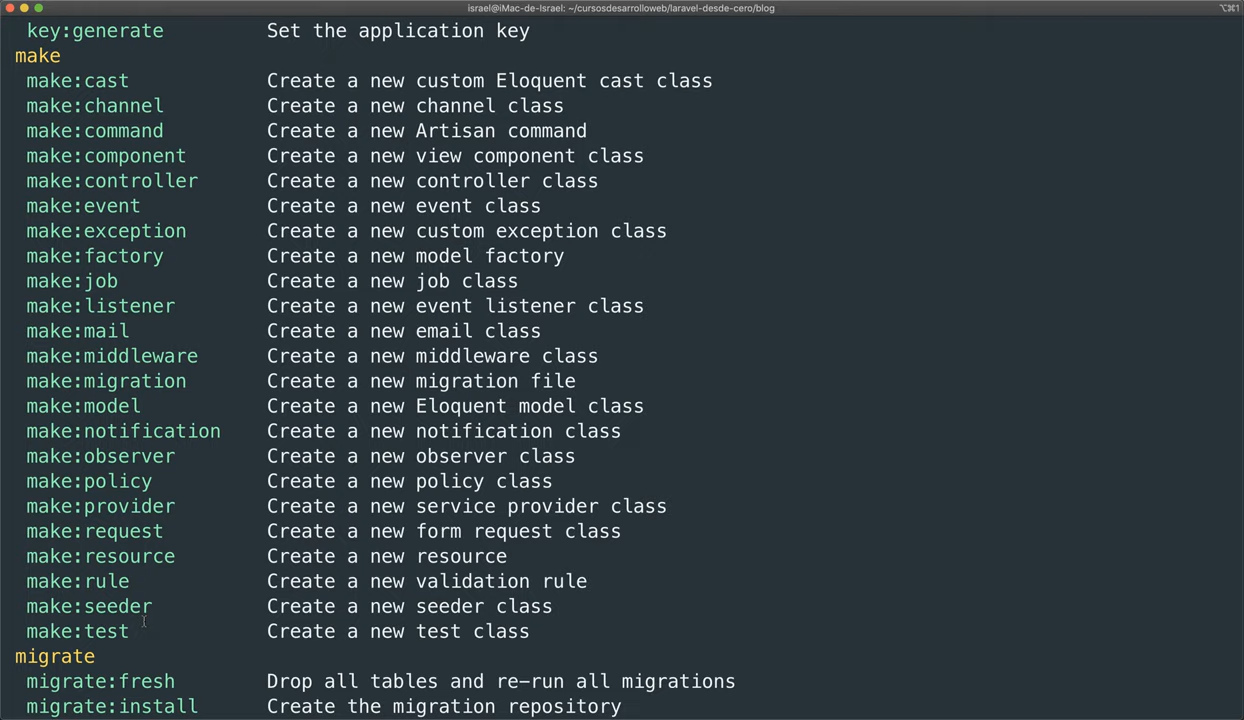 israel@iMac-de-Israel: ~/cursosdesarrolloweb/laravel-desde-cero/blog
⌥⌘1
key:generate Set the application key
make
make:cast Create a new custom Eloquent cast class
make:channel Create a new channel class
make:command Create a new Artisan command
make:component Create a new view component class
make:controller Create a new controller class
make:event Create a new event class
make:exception Create a new custom exception class
make:factory Create a new model factory
make:job Create a new job class
make:listener Create a new event listener class
make:mail Create a new email class
make:middleware Create a new middleware class
make:migration Create a new migration file
make:model Create a new Eloquent model class
make:notification Create a new notification class
make:observer Create a new observer class
make:policy Create a new policy class
make:provider Create a new service provider class
make:request Create a new form request class
make:resource Create a new resource
make:rule Create a new validation rule
make:seeder Create a new seeder class
make:test Create a new test class
migrate
migrate:fresh Drop all tables and re-run all migrations
migrate:install Create the migration repository